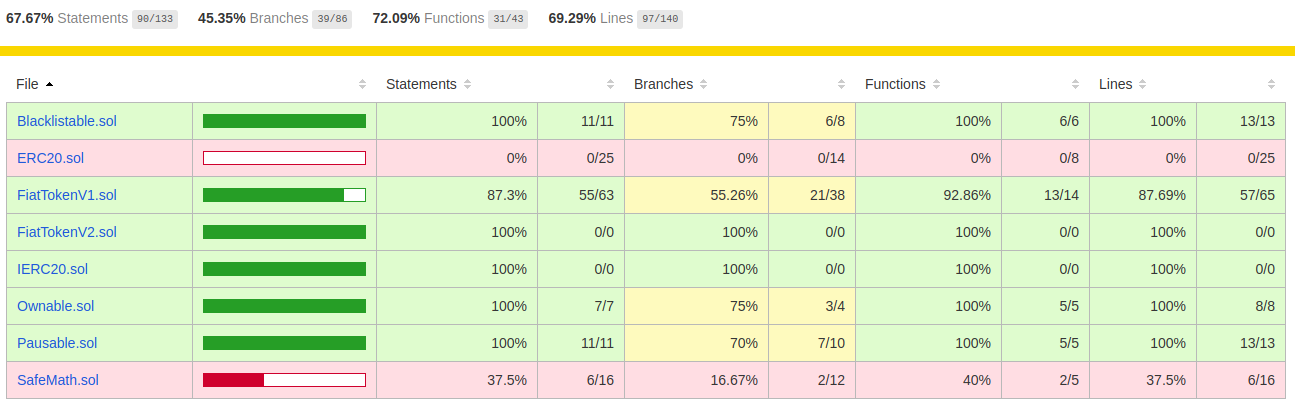 67.67% Statements 90/133 45.35% Branches 39/86 72.09% Functions 31/43 69.29% Lines 97/140
File Statements Branches Functions Lines
Blacklistable.sol 100% 11/11 75% 6/8 100% 6/6 100% 13/13
ERC20.sol 0% 0/25 0% 0/14 0% 0/8 0% 0/25
FiatTokenV1.sol 87.3% 55/63 55.26% 21/38 92.86% 13/14 87.69% 57/65
FiatTokenV2.sol 100% 0/0 100% 0/0 100% 0/0 100% 0/0
IERC20.sol 100% 0/0 100% 0/0 100% 0/0 100% 0/0
Ownable.sol 100% 7/7 75% 3/4 100% 5/5 100% 8/8
Pausable.sol 100% 11/11 70% 7/10 100% 5/5 100% 13/13
SafeMath.sol 37.5% 6/16 16.67% 2/12 40% 2/5 37.5% 6/16